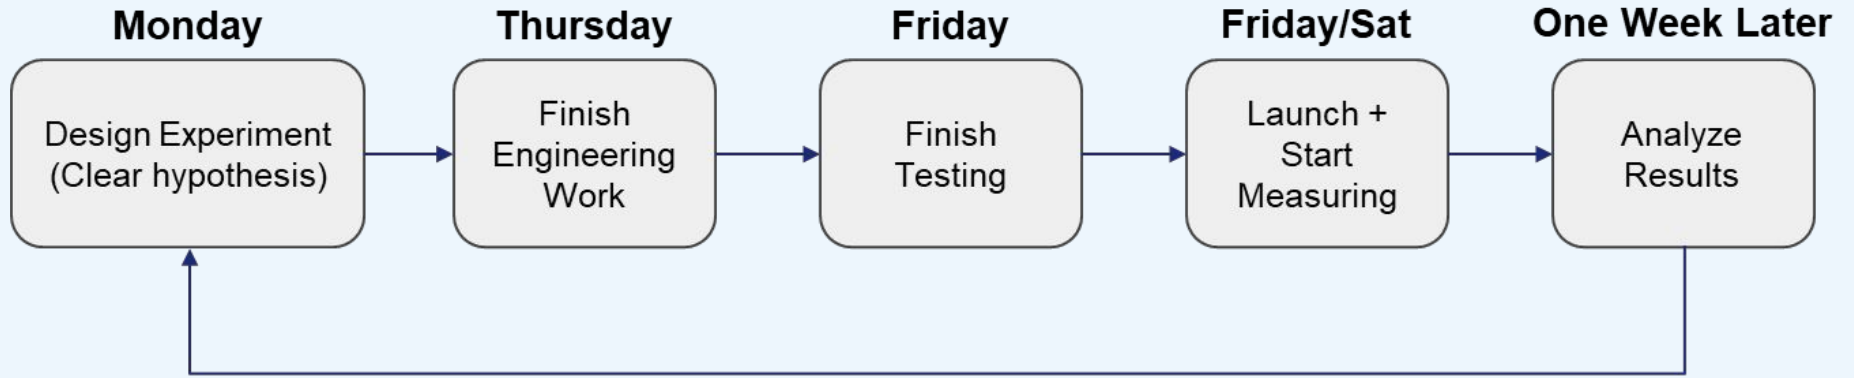 Monday
Design Experiment
(Clear hypothesis)
Thursday
Finish
Engineering
Work
Friday
Finish
Testing
Friday/Sat
Launch +
Start
Measuring
One Week Later
Analyze
Results